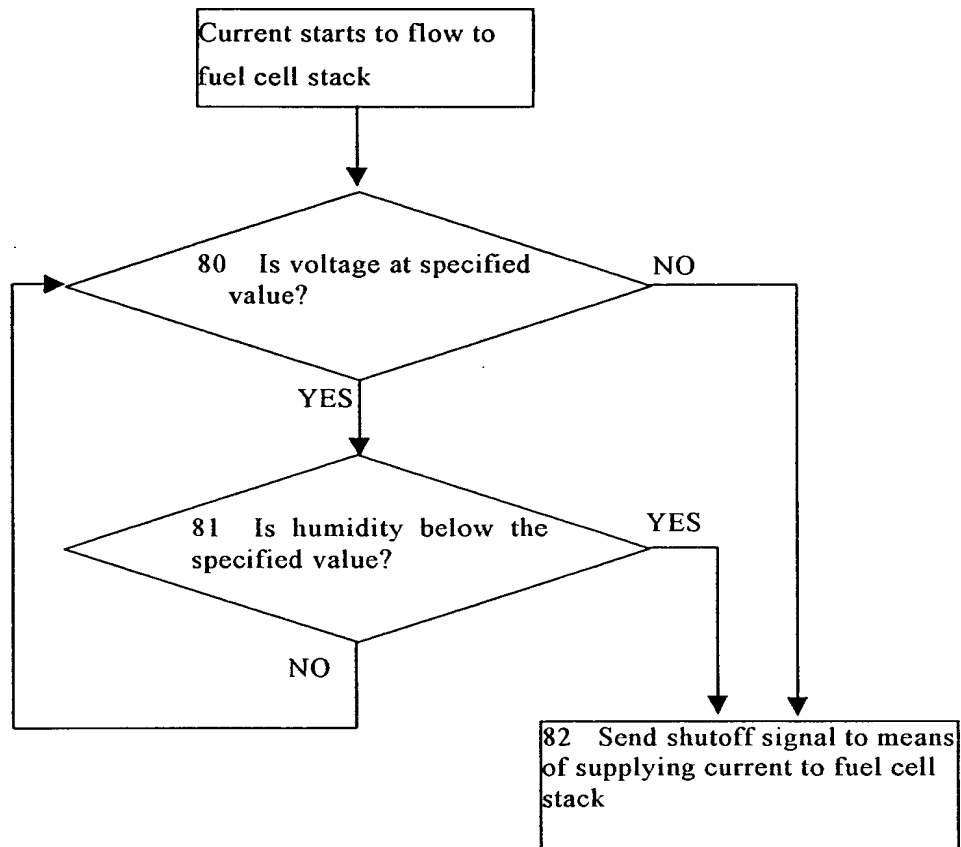 Current starts to flow to
fuel cell stack
80 Is voltage at specified
value?
NO
YES
81 Is humidity below the
specified value?
YES
NO
82 Send shutoff signal to means
of supplying current to fuel cell
stack